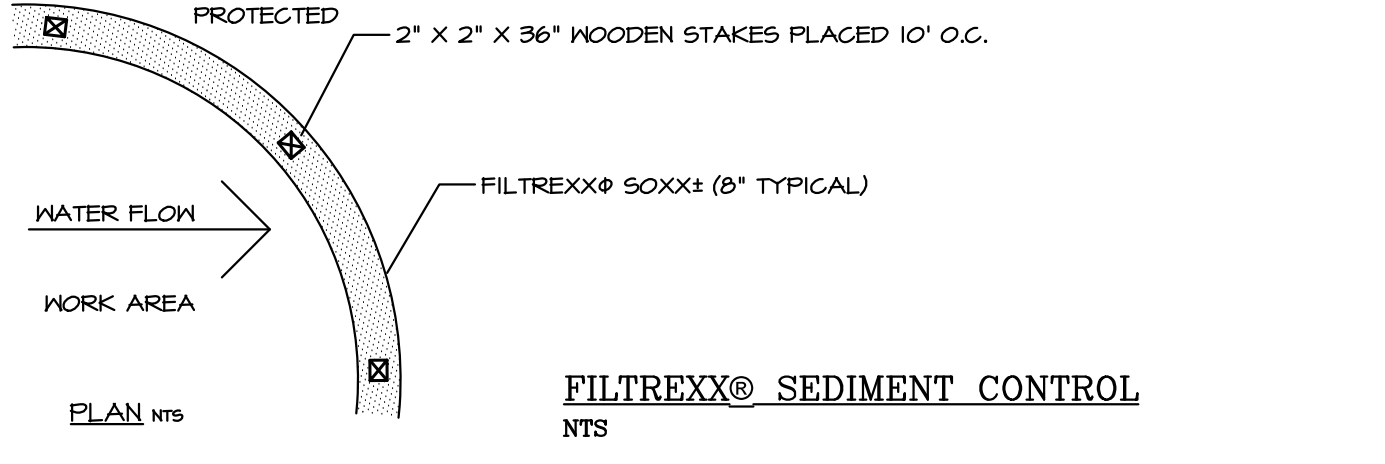 PROTECTED
2" X 2" X 36" WOODEN STAKES PLACED 10' O.C.
FILTREXXΦ SOXX± (8" TYPICAL)
WATER FLOW
WORK AREA
PLAN NTS
FILTREXX® SEDIMENT CONTROL
NTS